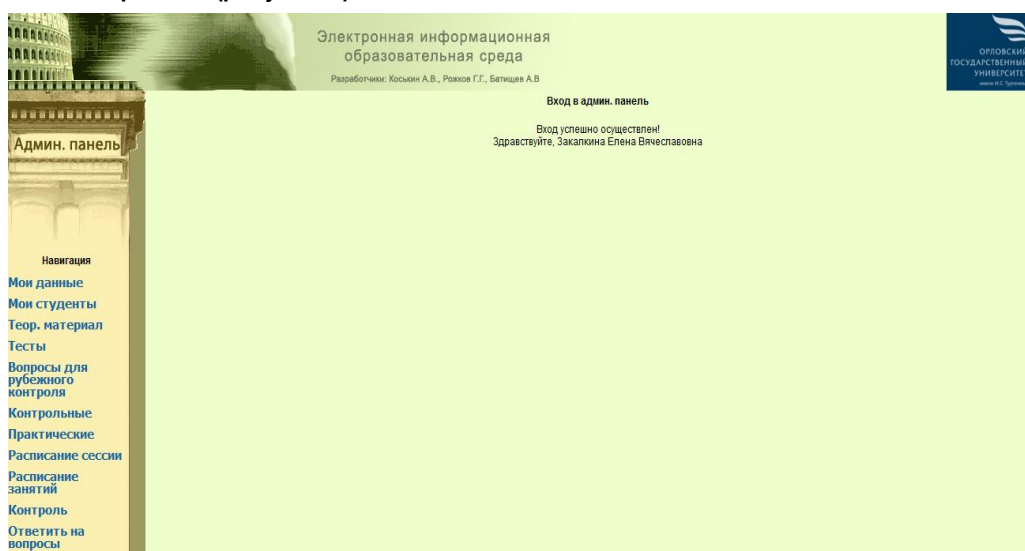 Электронная информационная
образовательная среда
Разработчики: Коськин А.В., Рожков Г.Г., Батищев А.В
ОРЛОВСКИЙ
ГОСУДАРСТВЕННЫЙ
УНИВЕРСИТЕ
Вход в админ. панель
Вход успешно осуществлен!
Здравствуйте, Закалкина Елена Вячеславовна
Админ. панель
Навигация
Мои данные
Мои студенты
Теор. материал
Тесты
Вопросы для
рубежного
контроля
Контрольные
Практические
Расписание сессии
Расписание
занятий
Контроль
Ответить на
вопросы